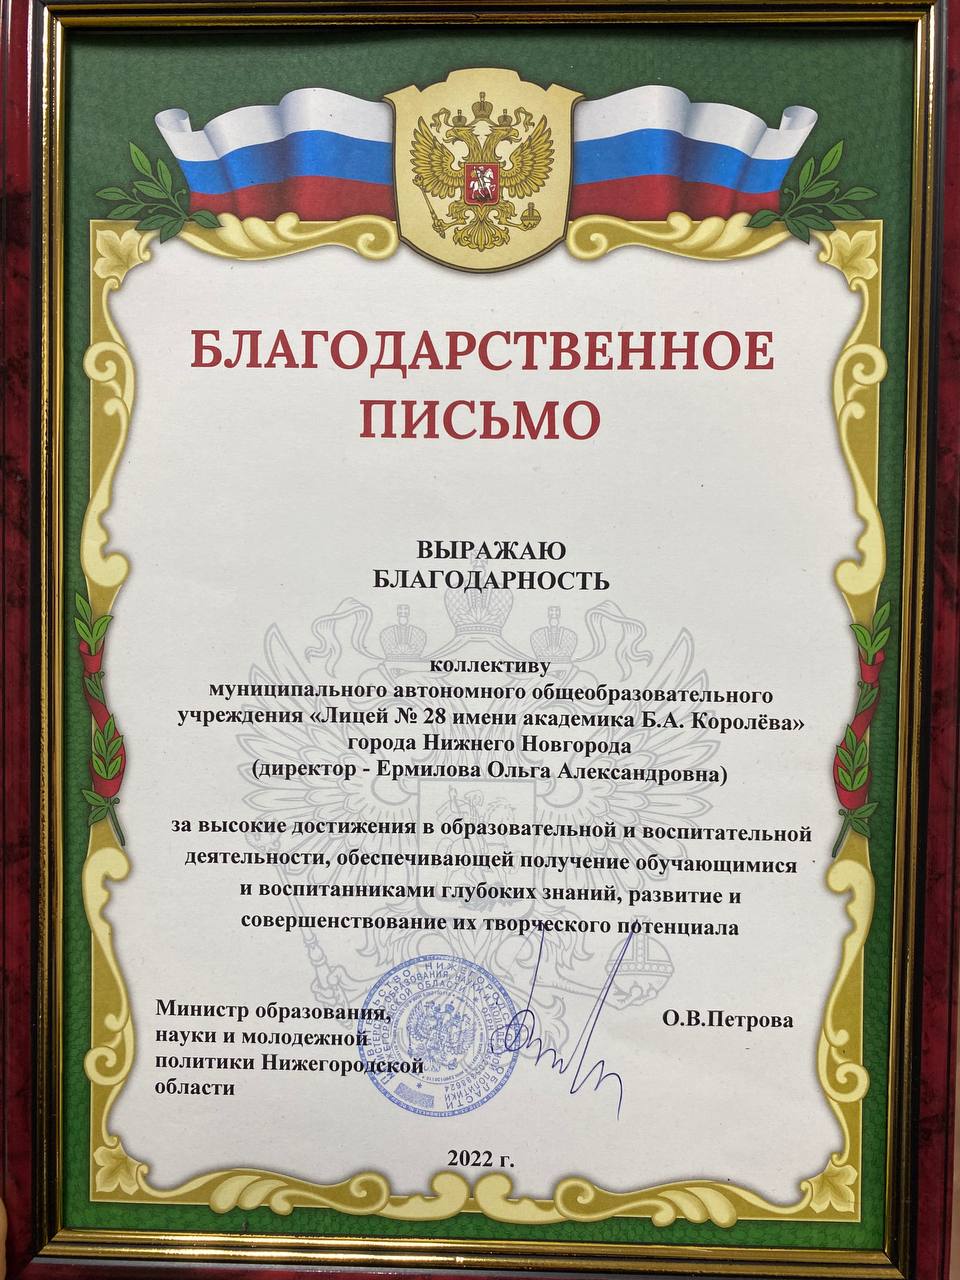 БЛАГОДАРСТВЕННОЕ
ПИСЬМО
ВЫРАЖАЮ
БЛАГОДАРНОСТЬ
коллективу
муниципального автономного общеобразовательного
учреждения «Лицей № 28 имени академика Б.А. Королёва»
города Нижнего Новгорода
(директор - Ермилова Ольга Александровна)
за высокие достижения в образовательной и воспитательной
деятельности, обеспечивающей получение обучающимися
и воспитанниками глубоких знаний, развитие и
совершенствование их творческого потенциала
Министр образования,
науки и молодежной
политики Нижегородской
области
О.В.Петрова
2022 г.